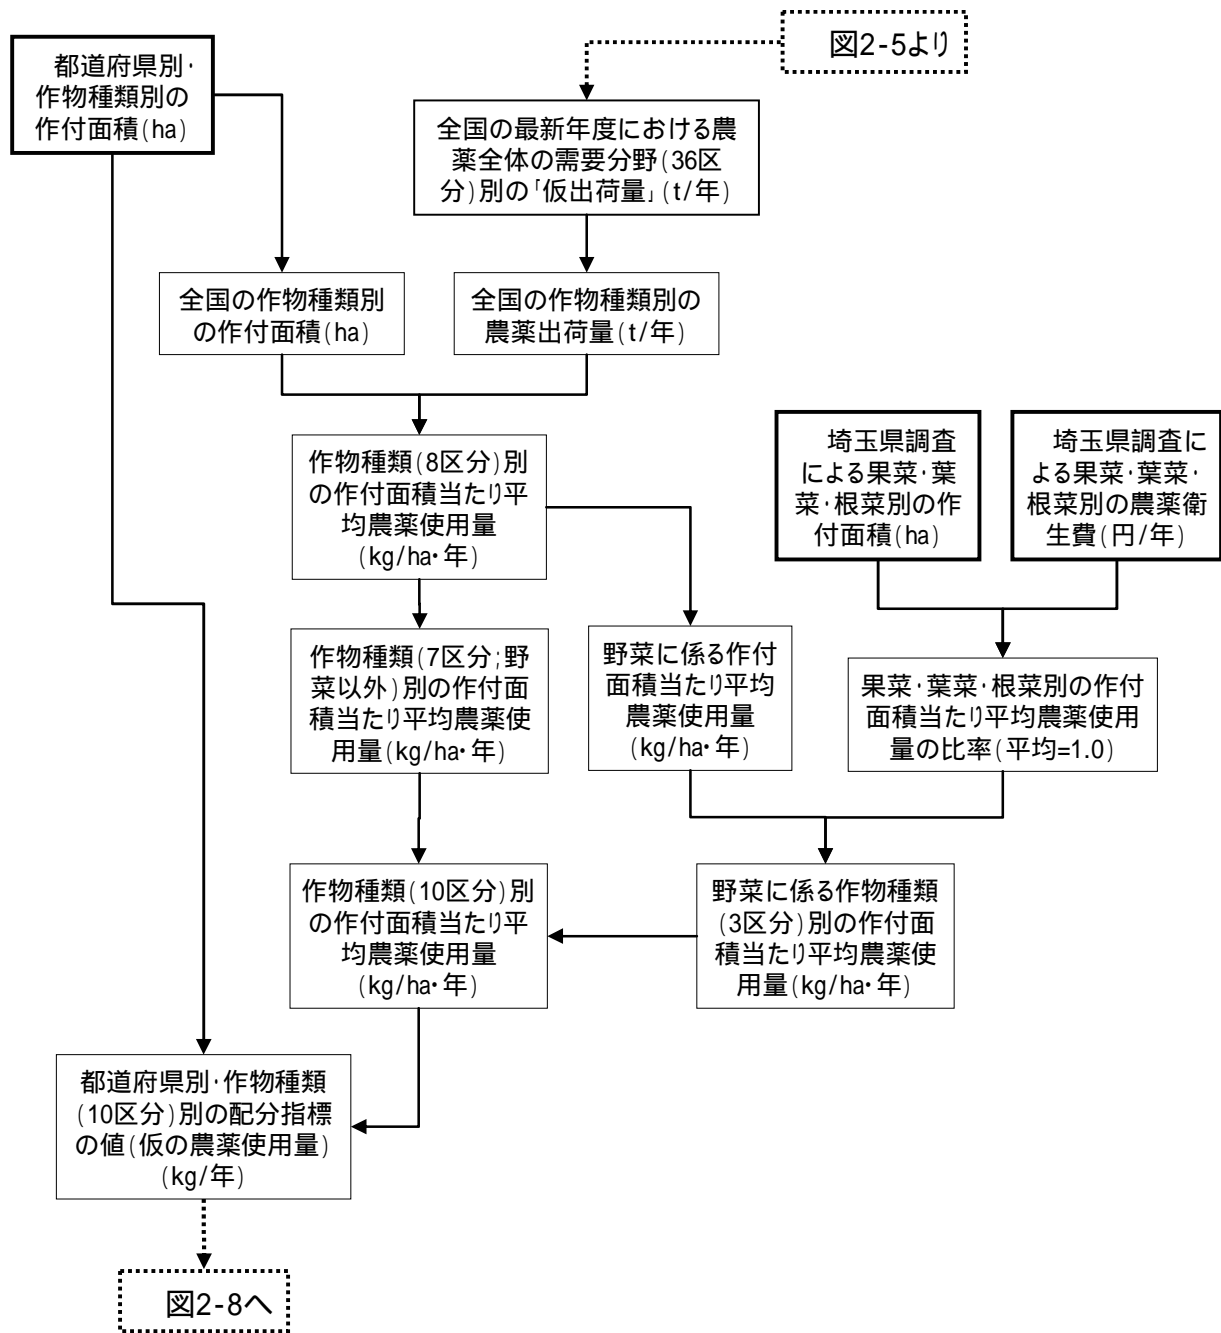 図2-5より
都道府県別・
作物種類別の
作付面積(ha)
全国の最新年度における農
薬全体の需要分野(36区
分)別の「仮出荷量」(t/年)
全国の作物種類別
の作付面積(ha)
全国の作物種類別の
農薬出荷量(t/年)
作物種類(8区分)別
の作付面積当たり平
均農薬使用量
(kg/ha・年)
埼玉県調査
による果菜・葉
菜・根菜別の作
付面積(ha)
埼玉県調査に
よる果菜・葉菜・
根菜別の農薬衛
生費(円/年)
作物種類(7区分;野
菜以外)別の作付面
積当たり平均農薬使
用量(kg/ha・年)
野菜に係る作付
面積当たり平均
農薬使用量
(kg/ha・年)
果菜・葉菜・根菜別の作付
面積当たり平均農薬使用
量の比率(平均=1.0)
作物種類(10区分)別
の作付面積当たり平
均農薬使用量
(kg/ha・年)
野菜に係る作物種類
(3区分)別の作付面
積当たり平均農薬使
用量(kg/ha・年)
都道府県別・作物種類
(10区分)別の配分指標
の値(仮の農薬使用量)
(kg/年)
図2-8へ